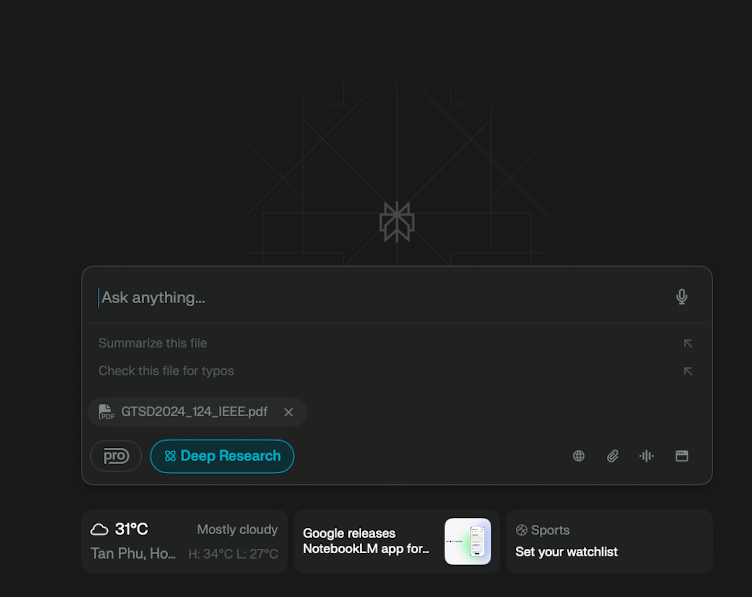 Ask anything...
Summarize this file
Check this file for typos
PDF GTSD2024_124_IEEE.pdf
pro Deep Research
31°C Mostly cloudy
Tan Phu, Ho... H: 34°C L: 27°C
Google releases
NotebookLM app for...
Sports
Set your watchlist